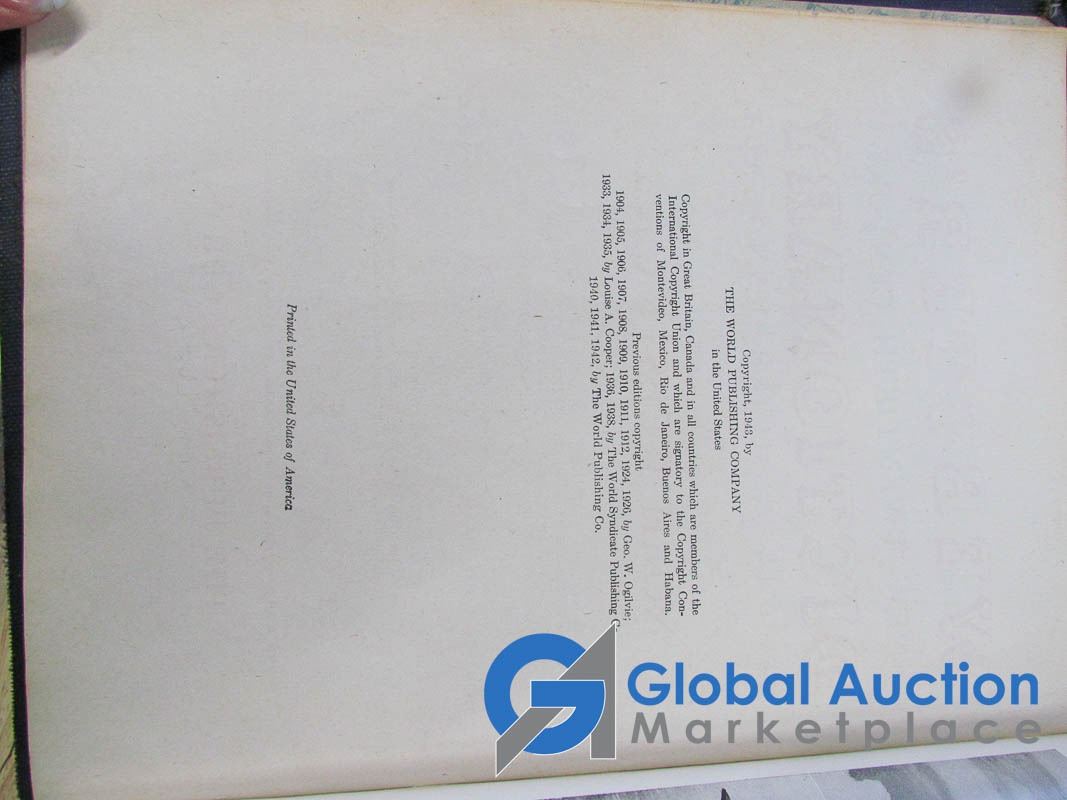 Copyright, 1943, by
THE WORLD PUBLISHING COMPANY
in the United States
Copyright in Great Britain, Canada and in all countries which are members of the
International Copyright Union and which are signatory to the Copyright Con-
ventions of Montevideo, Mexico, Rio de Janeiro, Buenos Aires and Habana.
Previous editions copyright
1904, 1905, 1906, 1907, 1908, 1909, 1910, 1911, 1912, 1924, 1926, by Geo. W. Ogilvie;
1933, 1934, 1935, by Louise A. Cooper; 1936, 1938, by The World Syndicate Publishing
1940, 1941, 1942, by The World Publishing Co.
Printed in the United States of America
GA Global Auction
Marketplace